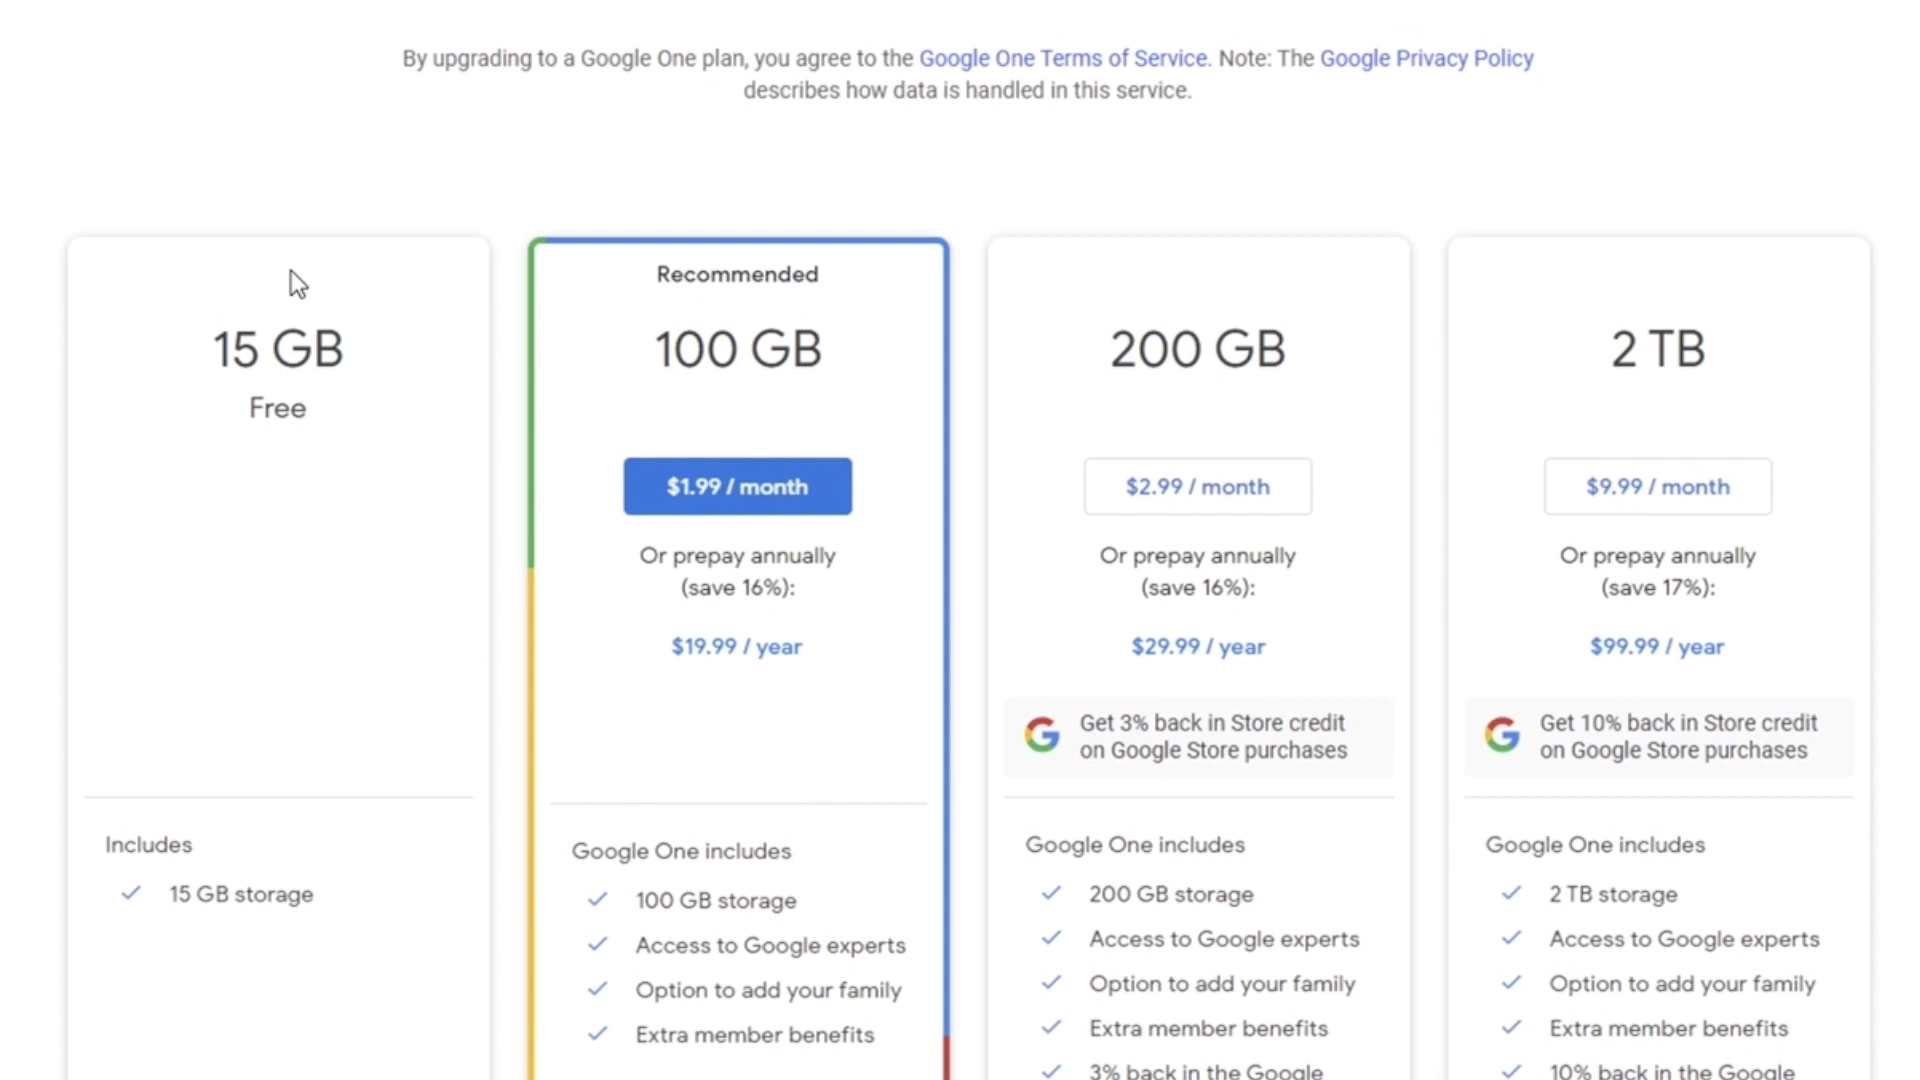 By upgrading to a Google One plan, you agree to the Google One Terms of Service. Note: The Google Privacy Policy
describes how data is handled in this service.
15 GB
Free
Includes
15 GB storage
Recommended
100 GB
$1.99 / month
Or prepay annually
(save 16%):
$19.99 / year
Google One includes
100 GB storage
Access to Google experts
Option to add your family
Extra member benefits
200 GB
$2.99 / month
Or prepay annually
(save 16%):
$29.99 / year
Get 3% back in Store credit
on Google Store purchases
Google One includes
200 GB storage
Access to Google experts
Option to add your family
Extra member benefits
3% back in the Google
2 TB
$9.99 / month
Or prepay annually
(save 17%):
$99.99 / year
Get 10% back in Store credit
on Google Store purchases
Google One includes
2 TB storage
Access to Google experts
Option to add your family
Extra member benefits
10% back in the Google